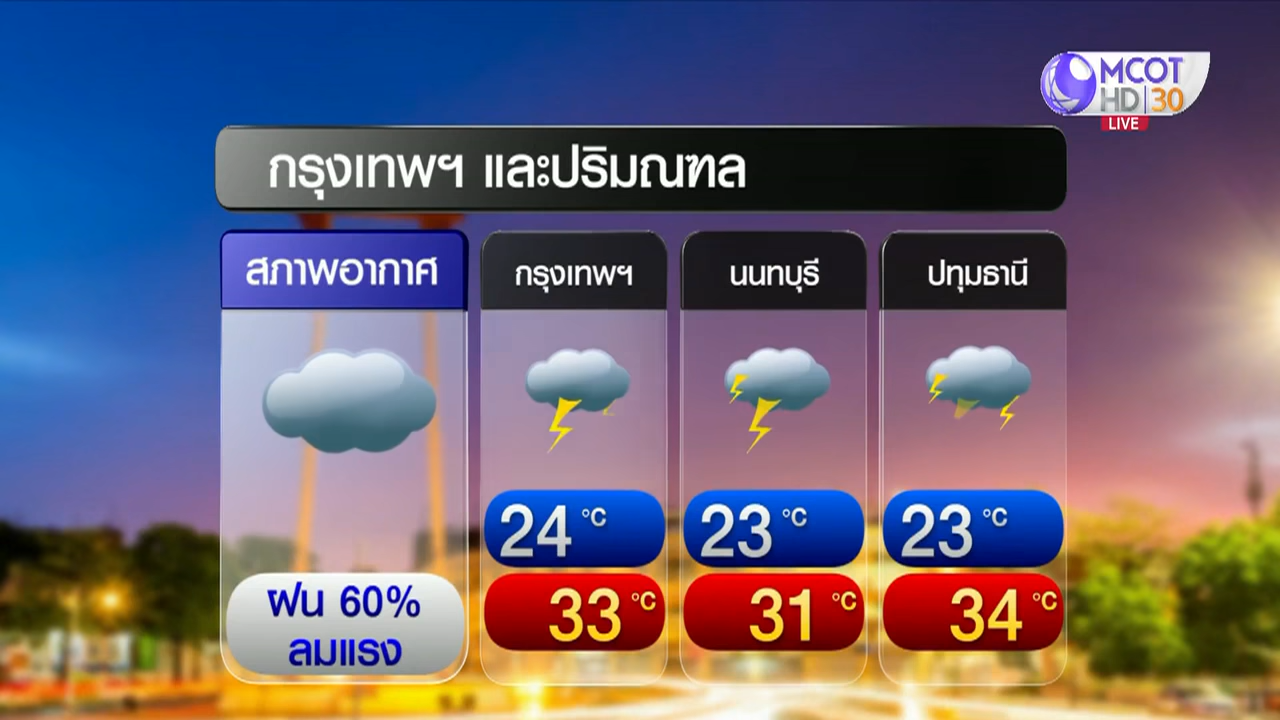 MCOT
HD 30
LIVE
กรุงเทพฯ และปริมณฑล
สภาพอากาศ
ฝน 60%
ลมแรง
กรุงเทพฯ
24 °C
33 °C
นนทบุรี
23 °C
31 °C
ปทุมธานี
23 °C
34 °C